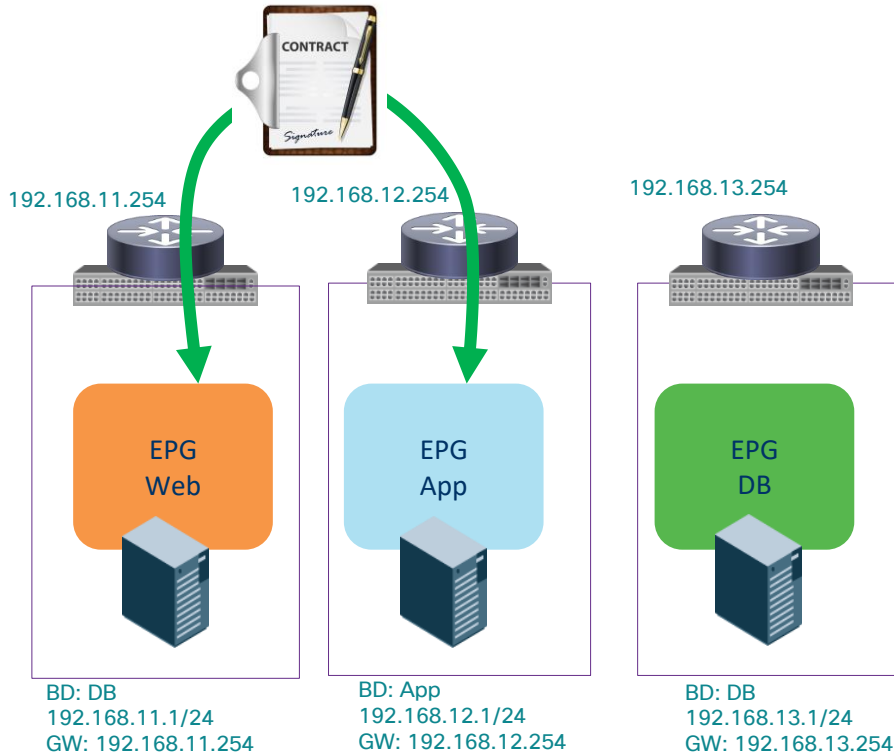 CONTRACT
Signature
192.168.11.254
192.168.12.254
192.168.13.254
EPG
Web
EPG
App
EPG
DB
BD: DB
192.168.11.1/24
GW: 192.168.11.254
BD: App
192.168.12.1/24
GW: 192.168.12.254
BD: DB
192.168.13.1/24
GW: 192.168.13.254